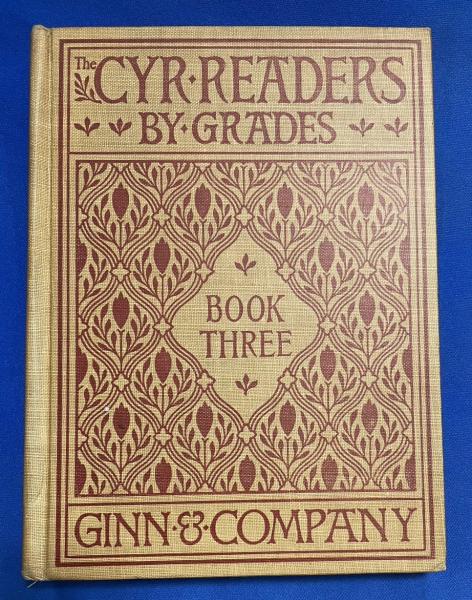 The CYR·READERS
BY·GRADES
BOOK
THREE
GINN·&·COMPANY